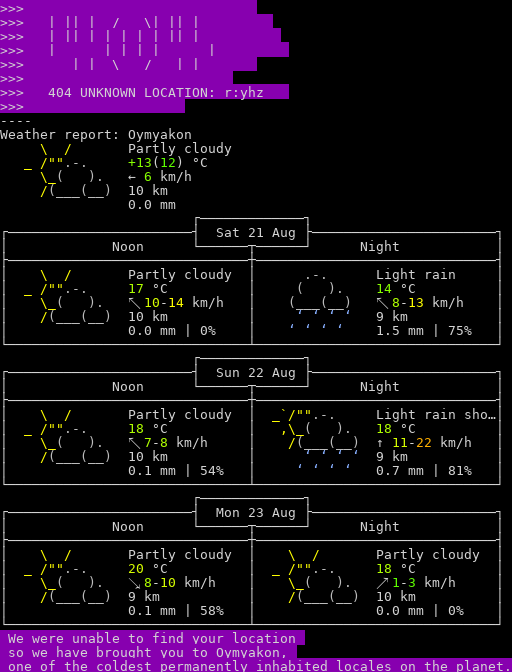 >>>
>>>
>>>
>>>
>>>
>>>
>>> 404 UNKNOWN LOCATION: r:yhz
>>>
----
Weather report: Oymyakon
Partly cloudy
+13(12) °C
← 6 km/h
10 km
0.0 mm
Sat 21 Aug
Noon Night
Partly cloudy Light rain
17 °C 14 °C
↖ 10-14 km/h ↖ 8-13 km/h
10 km 9 km
0.0 mm | 0% 1.5 mm | 75%
Sun 22 Aug
Noon Night
Partly cloudy Light rain sho…
18 °C 18 °C
↖ 7-8 km/h ↑ 11-22 km/h
10 km 9 km
0.1 mm | 54% 0.7 mm | 81%
Mon 23 Aug
Noon Night
Partly cloudy Partly cloudy
20 °C 18 °C
↘ 8-10 km/h ↗ 1-3 km/h
9 km 10 km
0.1 mm | 58% 0.0 mm | 0%
We were unable to find your location
so we have brought you to Oymyakon,
one of the coldest permanently inhabited locales on the planet.